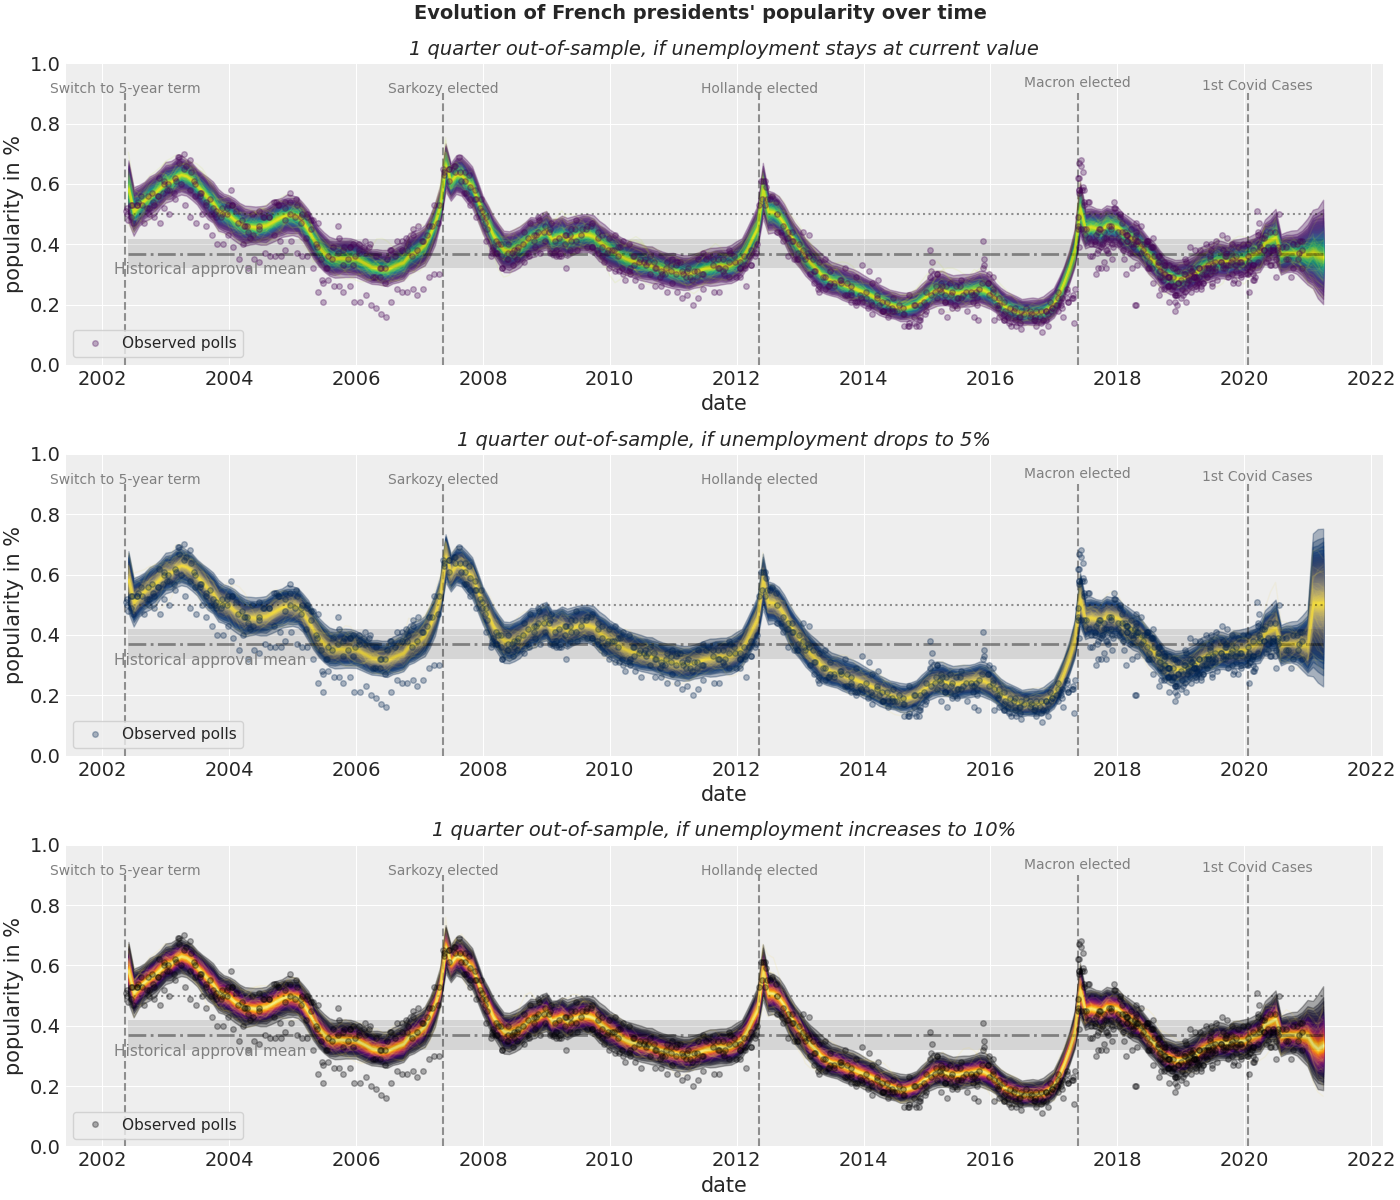 Evolution of French presidents' popularity over time
1 quarter out-of-sample, if unemployment stays at current value
1.0
Switch to 5-year term Sarkozy elected Hollande elected Macron elected 1st Covid Cases
0.8
0.6
0.4
Historical approval mean
0.2
Observed polls
0.0
popularity in %
2002 2004 2006 2008 2010 2012 2014 2016 2018 2020 2022
date
1 quarter out-of-sample, if unemployment drops to 5%
1.0
Switch to 5-year term Sarkozy elected Hollande elected Macron elected 1st Covid Cases
0.8
0.6
0.4
Historical approval mean
0.2
Observed polls
0.0
popularity in %
2002 2004 2006 2008 2010 2012 2014 2016 2018 2020 2022
date
1 quarter out-of-sample, if unemployment increases to 10%
1.0
Switch to 5-year term Sarkozy elected Hollande elected Macron elected 1st Covid Cases
0.8
0.6
0.4
Historical approval mean
0.2
Observed polls
0.0
popularity in %
2002 2004 2006 2008 2010 2012 2014 2016 2018 2020 2022
date